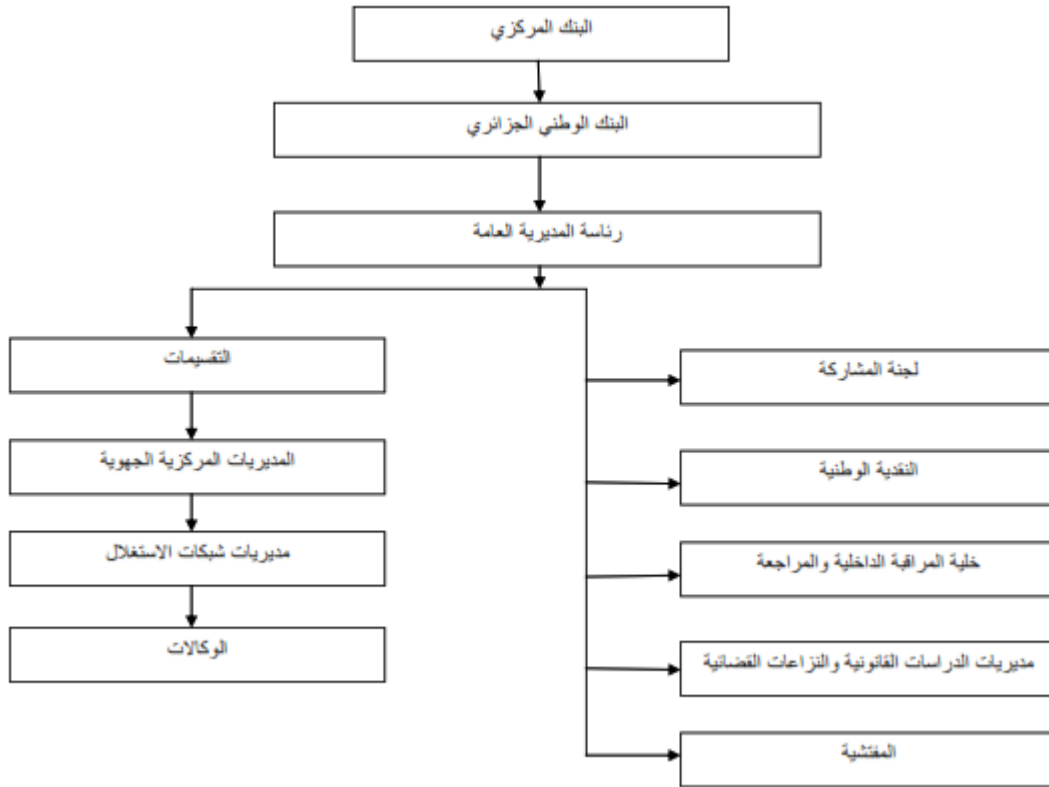 البنك المركزي
البنك الوطني الجزائري
رئاسة المديرية العامة
التقسيمات
المديريات المركزية الجهوية
مديريات شبكات الاستغلال
الوكالات
لجنة المشاركة
النقدية الوطنية
خلية المراقبة الداخلية والمراجعة
مديريات الدراسات القانونية والنزاعات القضائية
المفتشية